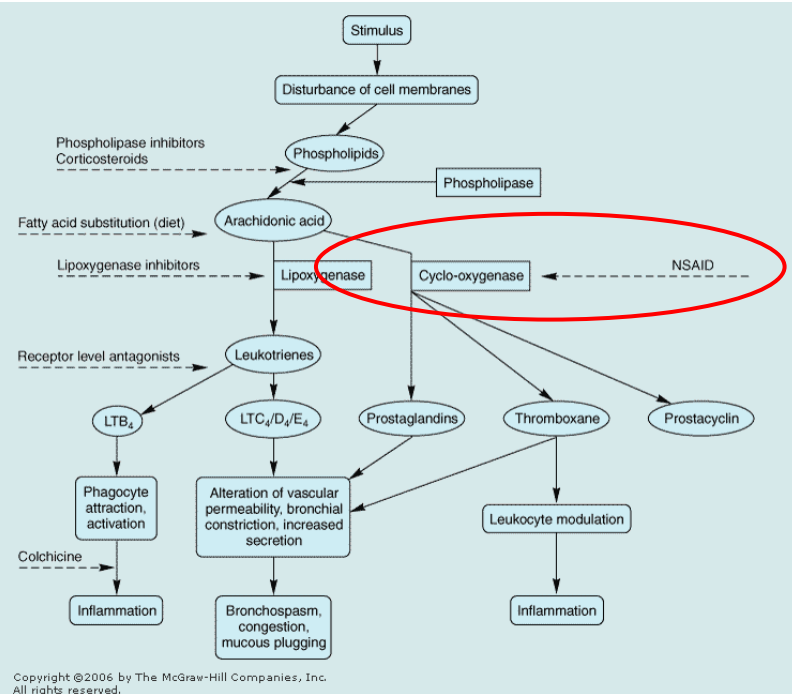 Stimulus
Disturbance of cell membranes
Phospholipase inhibitors
Corticosteroids
Phospholipids
Phospholipase
Fatty acid substitution (diet)
Arachidonic acid
Lipoxygenase inhibitors
Lipoxygenase
Cyclo-oxygenase
NSAID
Receptor level antagonists
Leukotrienes
LTB₄
LTC₄/D₄/E₄
Prostaglandins
Thromboxane
Prostacyclin
Phagocyte
attraction,
activation
Alteration of vascular
permeability, bronchial
constriction, increased
secretion
Leukocyte modulation
Colchicine
Inflammation
Bronchospasm,
congestion,
mucous plugging
Inflammation
Copyright ©2006 by The McGraw-Hill Companies, Inc.
All rights reserved.